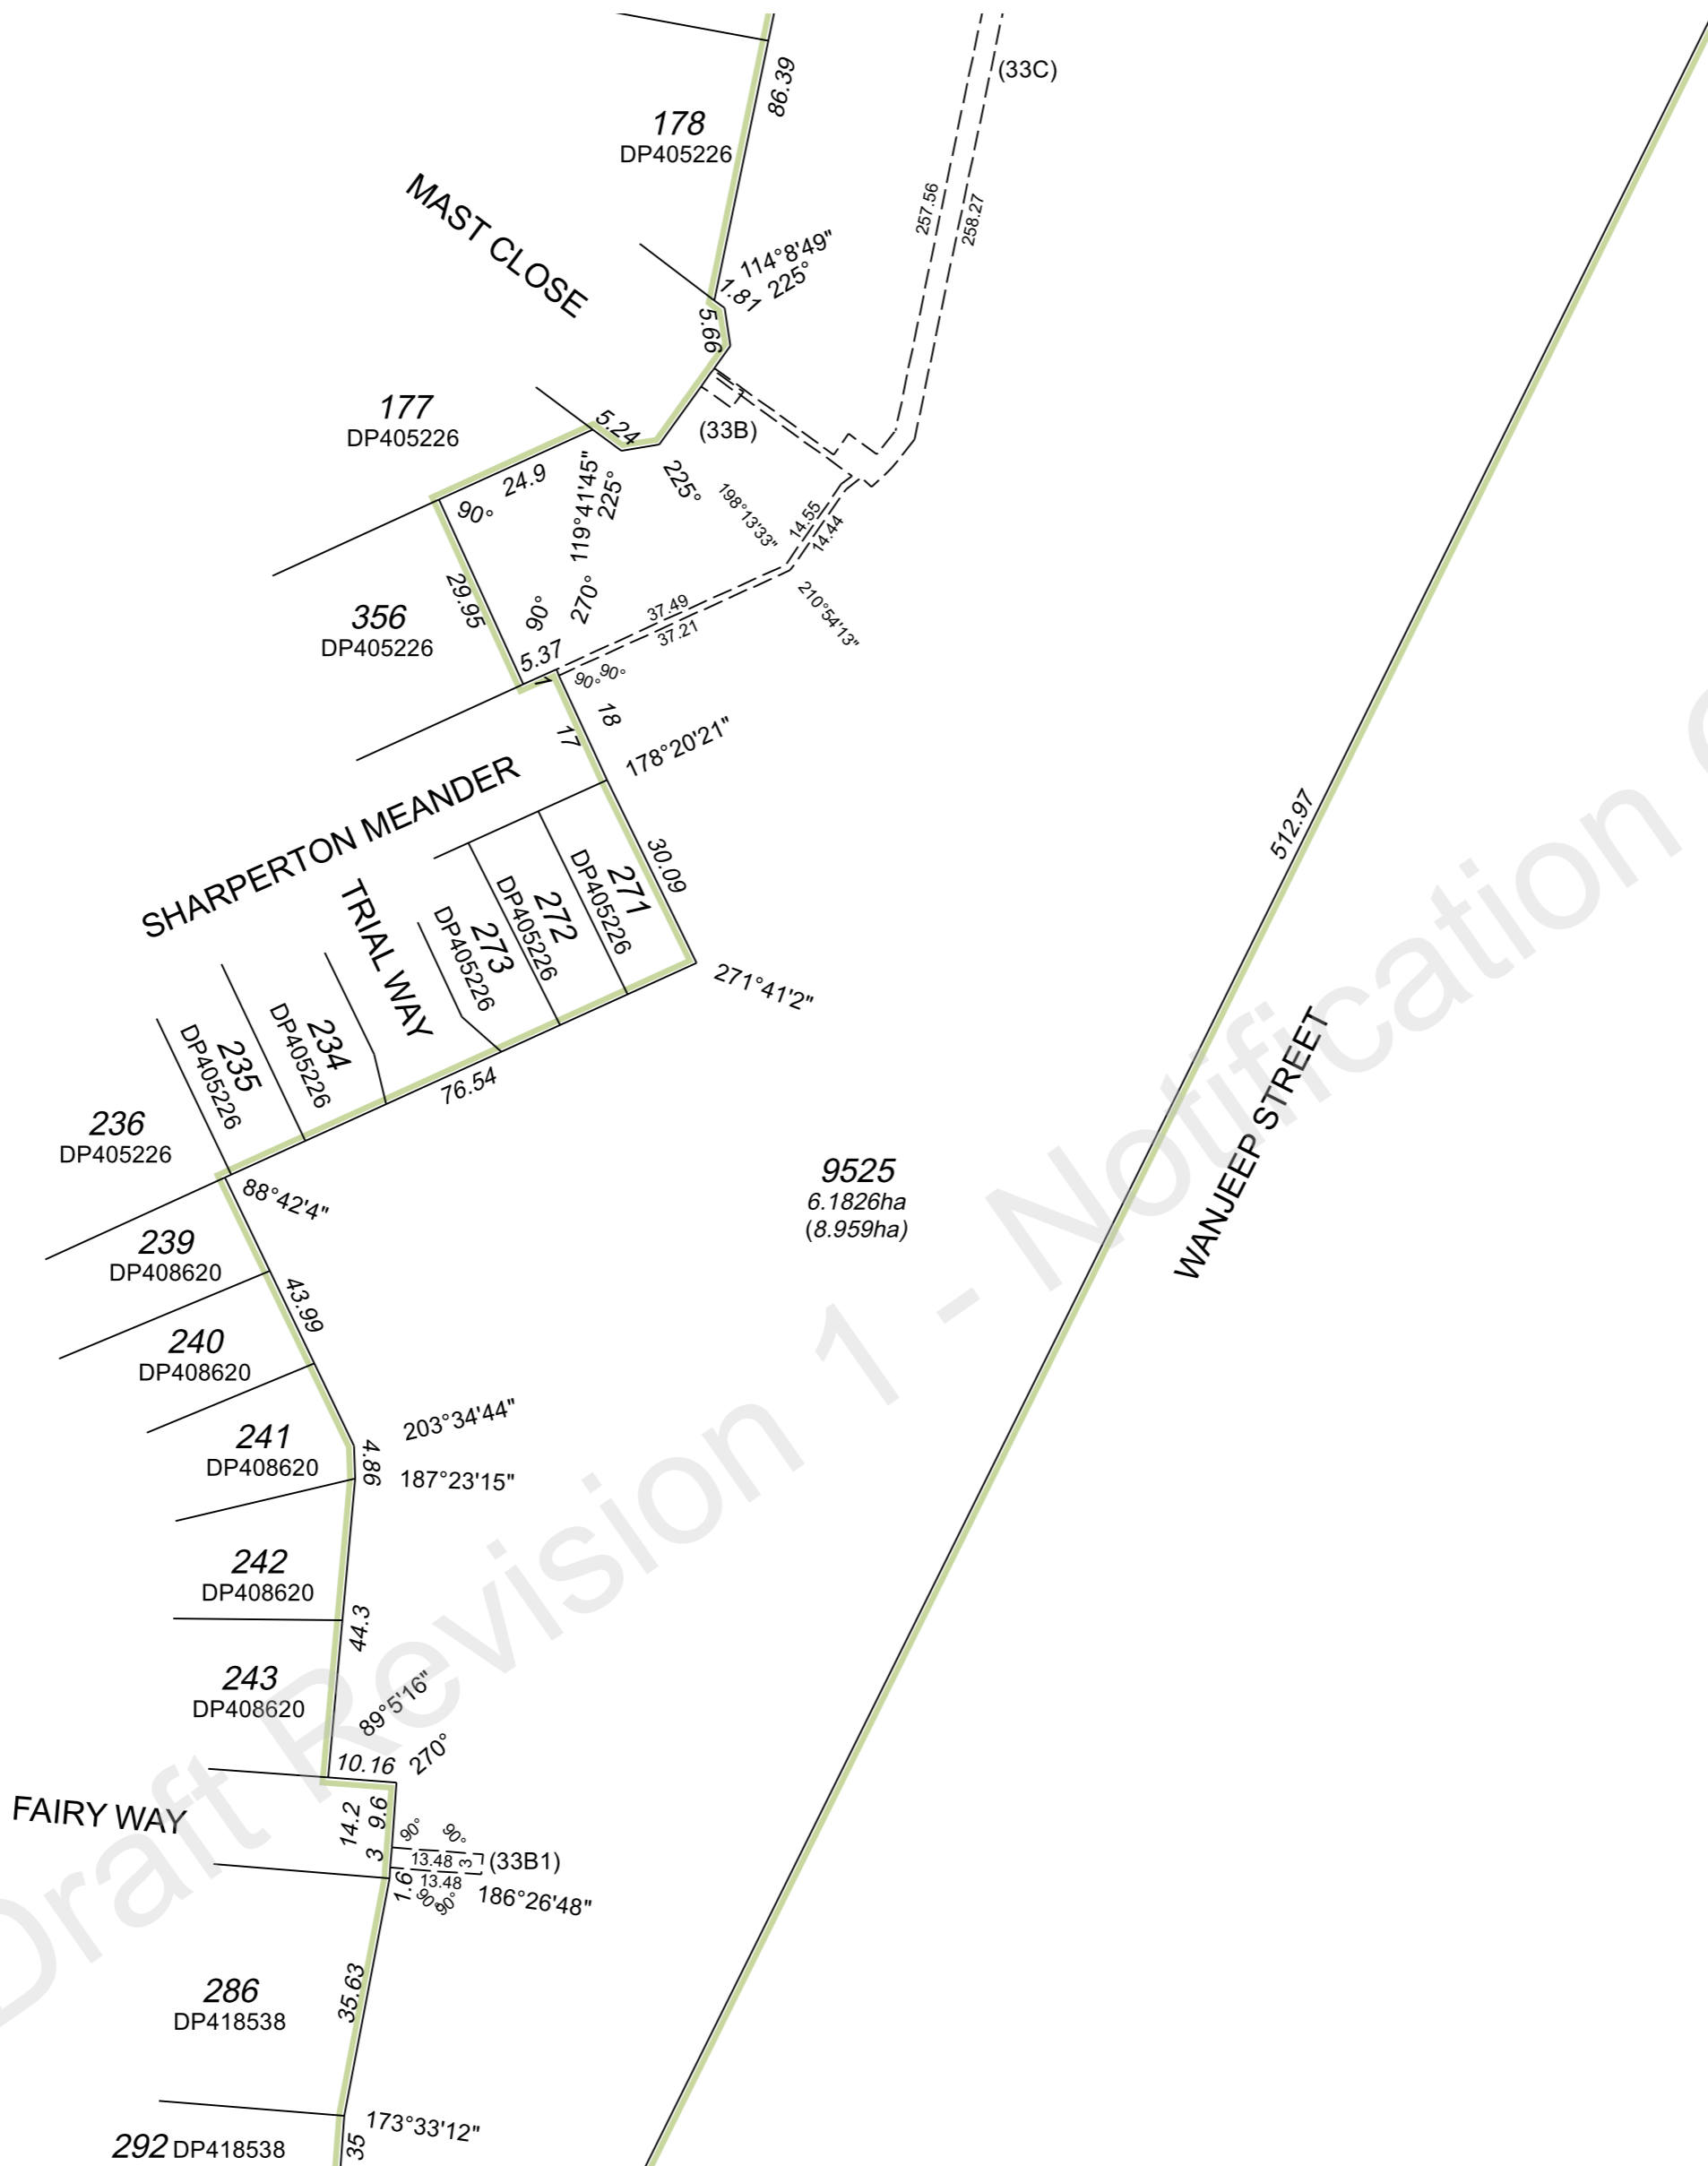 (33C)
86.39
178
DP405226
MAST CLOSE
257.56
258.27
114°8'49"
225°
1.81
5.66
177
DP405226
5.24
(33B)
24.9
90°
119°41'45"
225°
225°
198°13'33"
14.55
14.44
29.95
356
DP405226
90°
270°
37.49
37.21
210°54'13"
5.37
1
90°
90°
18
17
178°20'21"
SHARPERTON MEANDER
TRIAL WAY
30.09
271
DP405226
272
DP405226
273
DP405226
271°41'2"
512.97
234
DP405226
235
DP405226
76.54
236
DP405226
88°42'4"
9525
6.1826ha
(8.959ha)
WANJEEP STREET
239
DP408620
43.99
240
DP408620
241
DP408620
203°34'44"
4.86
187°23'15"
242
DP408620
44.3
243
DP408620
89°5'16"
10.16
270°
FAIRY WAY
14.2
9.6
3
90°
90°
13.48
3
(33B1)
13.48
1.6
90°
90°
186°26'48"
286
DP418538
35.63
173°33'12"
292 DP418538
35
Draft Revision 1 - Notification